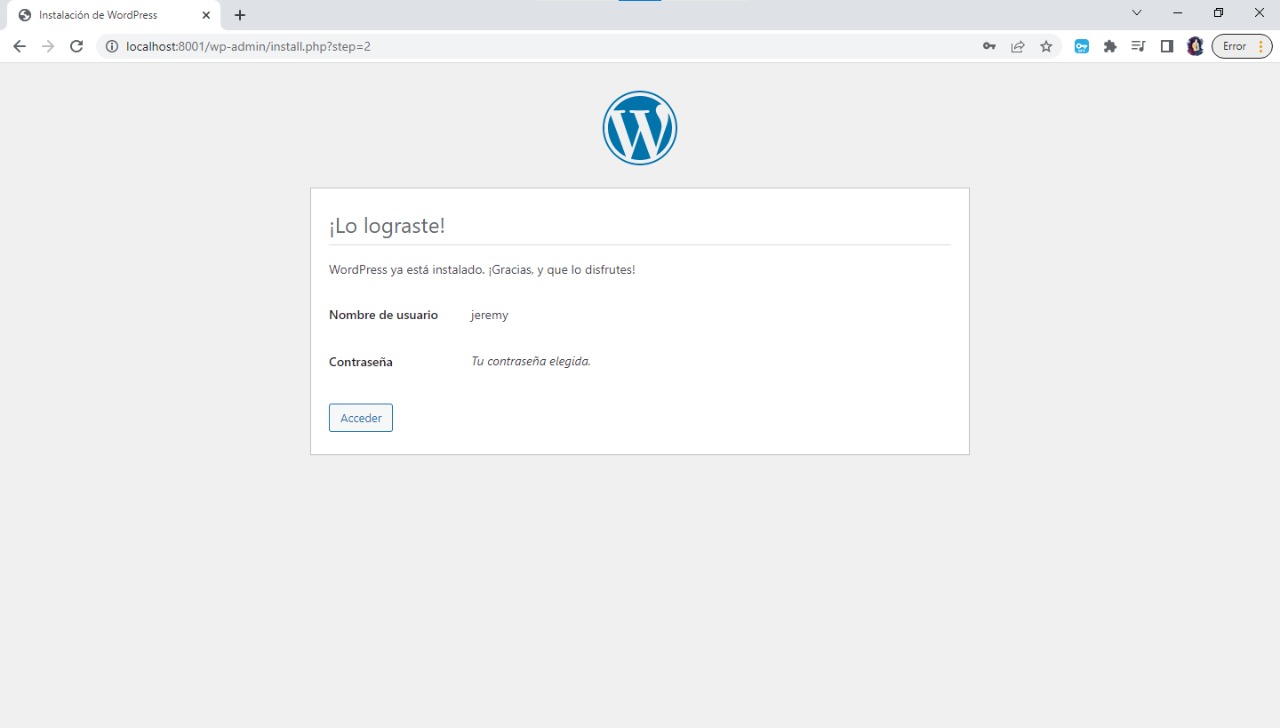 Instalación de WordPress
localhost:8001/wp-admin/install.php?step=2
Error
¡Lo lograste!
WordPress ya está instalado. ¡Gracias, y que lo disfrutes!
Nombre de usuario jeremy
Contraseña Tu contraseña elegida.
Acceder